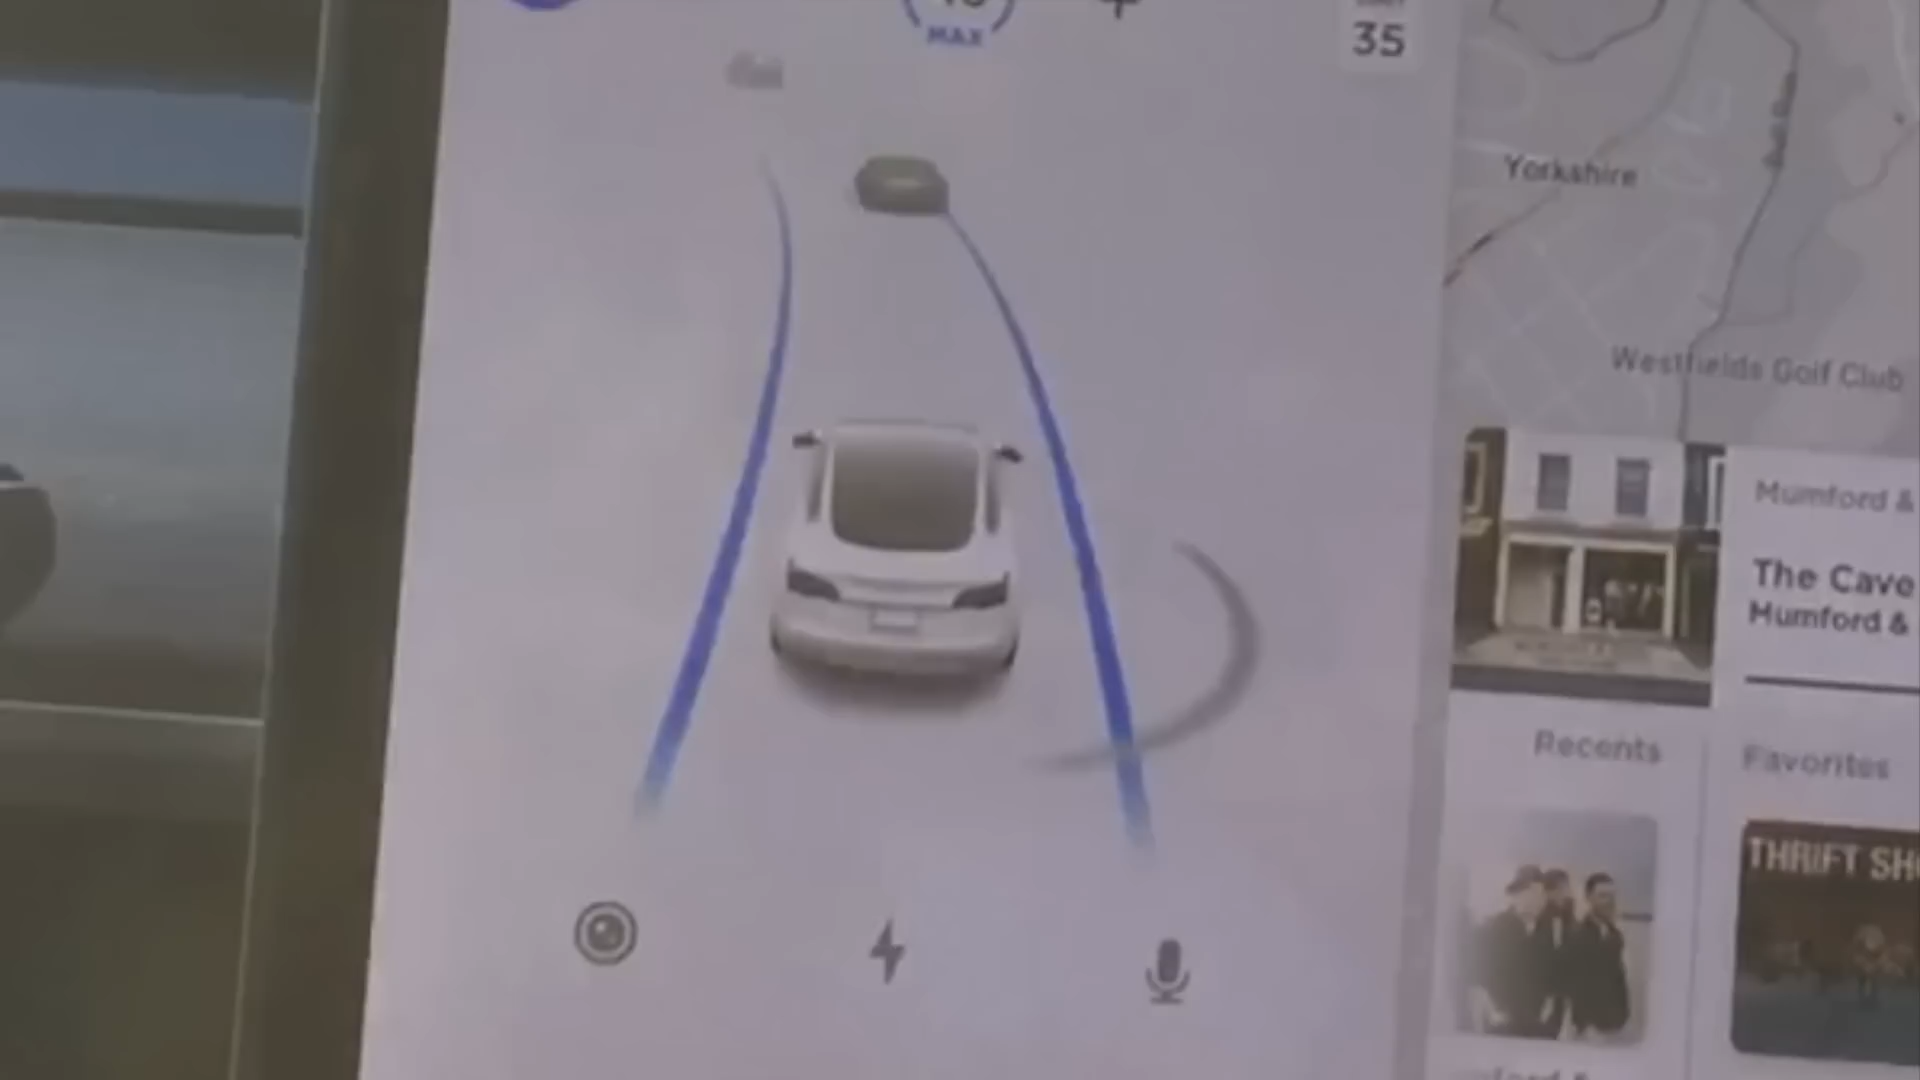 MAX
35
Yorkshire
Westfields Golf Club
Mumford &
The Cave
Mumford &
Recents
Favorites
THRIFT SH